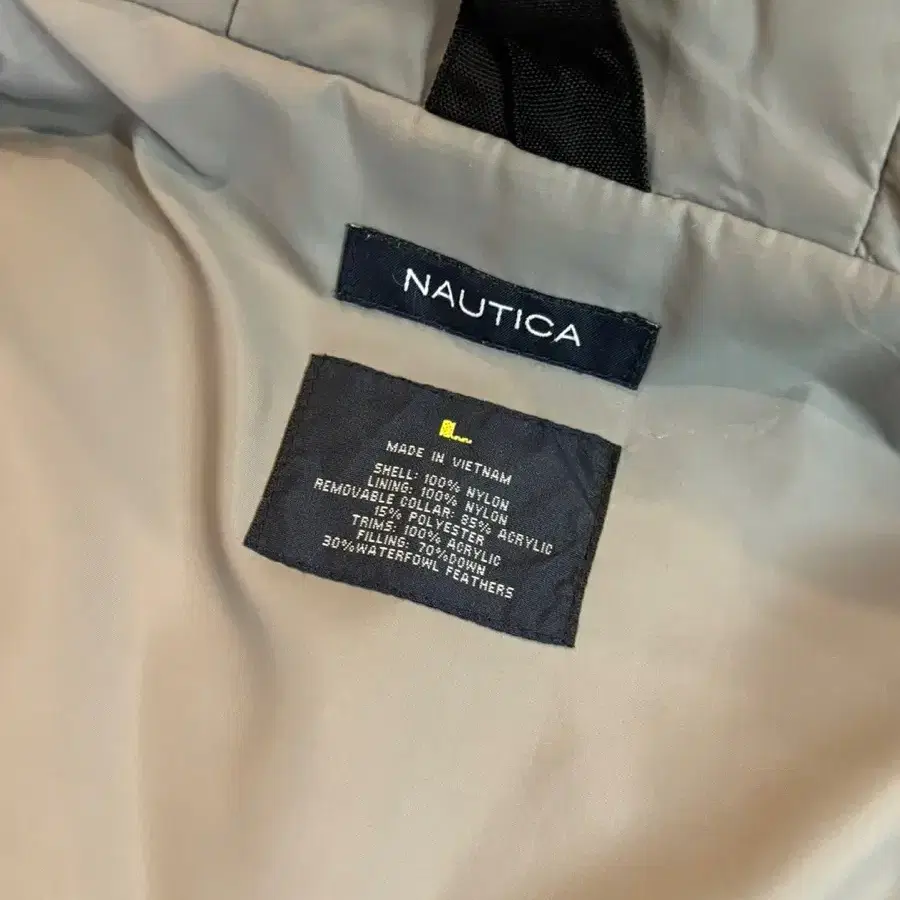 NAUTICA
L
MADE IN VIETNAM
SHELL: 100% NYLON
LINING: 100% NYLON
REMOVABLE COLLAR: 85% ACRYLIC
15% POLYESTER
TRIMS: 100% ACRYLIC
FILLING: 70%DOWN
30%WATERFOWL FEATHERS